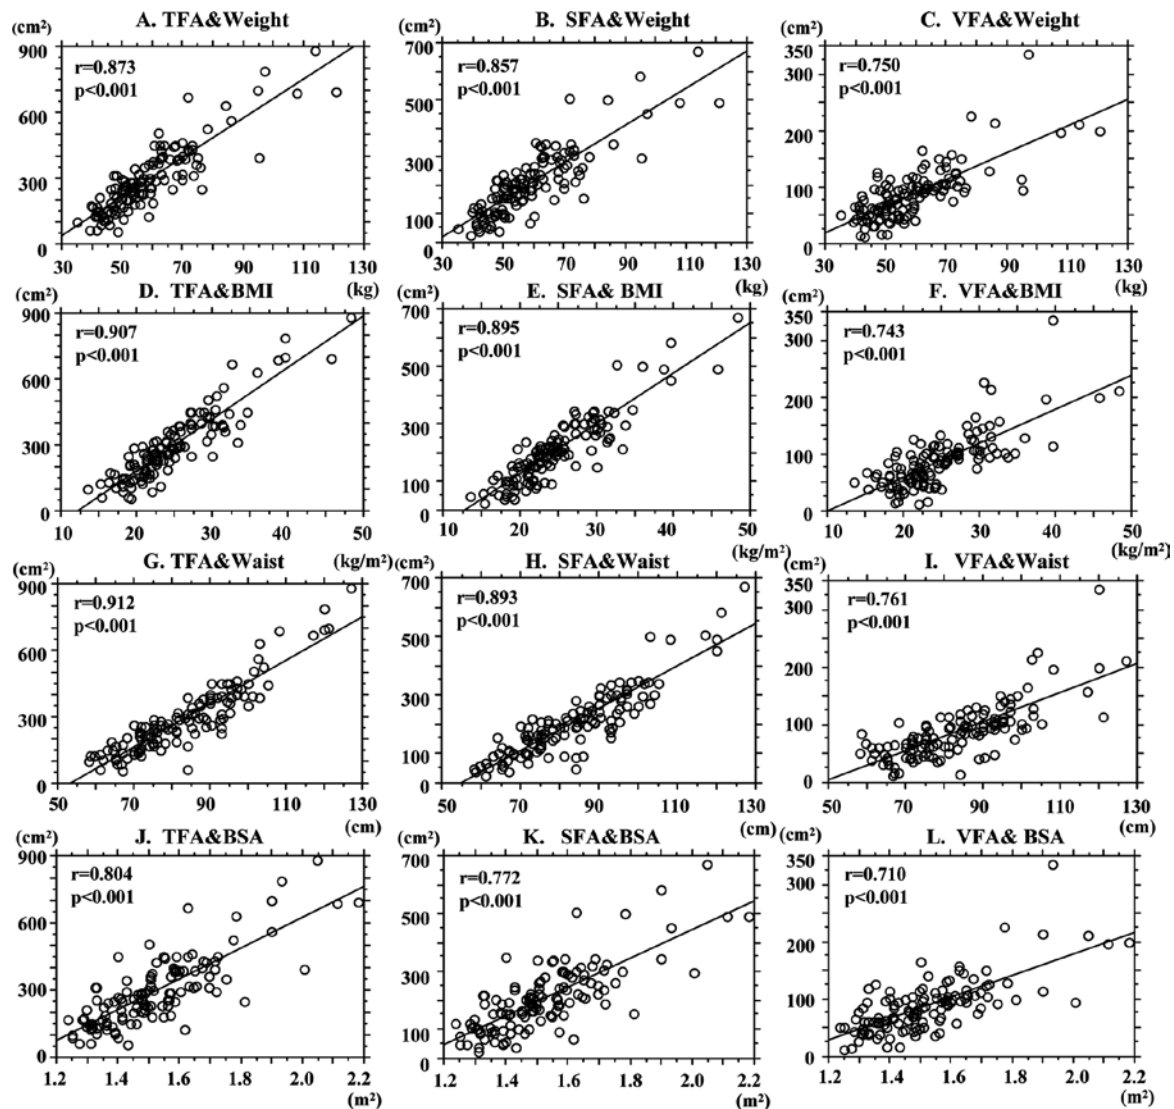 A. TFA&Weight
(cm²)
r=0.873
p<0.001
900
600
300
0
30 50 70 90 110 130
(kg)
B. SFA&Weight
(cm²)
r=0.857
p<0.001
700
500
300
100
0
30 50 70 90 110 130
(kg)
C. VFA&Weight
(cm²)
r=0.750
p<0.001
350
300
200
100
0
30 50 70 90 110 130
(kg)
D. TFA&BMI
(cm²)
r=0.907
p<0.001
900
600
300
0
10 20 30 40 50
(kg/m²)
E. SFA& BMI
(cm²)
r=0.895
p<0.001
700
500
300
100
0
10 20 30 40 50
(kg/m²)
F. VFA&BMI
(cm²)
r=0.743
p<0.001
350
300
200
100
0
10 20 30 40 50
(kg/m²)
G. TFA&Waist
(cm²)
r=0.912
p<0.001
900
600
300
0
50 70 90 110 130
(cm)
H. SFA&Waist
(cm²)
r=0.893
p<0.001
700
500
300
100
0
50 70 90 110 130
(cm)
I. VFA&Waist
(cm²)
r=0.761
p<0.001
350
300
200
100
0
50 70 90 110 130
(cm)
J. TFA&BSA
(cm²)
r=0.804
p<0.001
900
600
300
0
1.2 1.4 1.6 1.8 2.0 2.2
(m²)
K. SFA&BSA
(cm²)
r=0.772
p<0.001
700
500
300
100
0
1.2 1.4 1.6 1.8 2.0 2.2
(m²)
L. VFA& BSA
(cm²)
r=0.710
p<0.001
350
300
200
100
0
1.2 1.4 1.6 1.8 2.0 2.2
(m²)